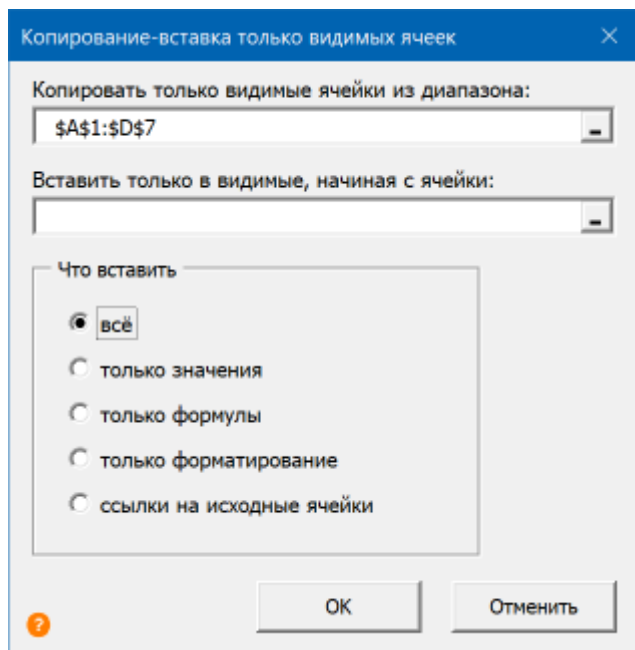 Копирование-вставка только видимых ячеек
Копировать только видимые ячейки из диапазона:
$A$1:$D$7
Вставить только в видимые, начиная с ячейки:
Что вставить
всё
только значения
только формулы
только форматирование
ссылки на исходные ячейки
?
OK
Отменить